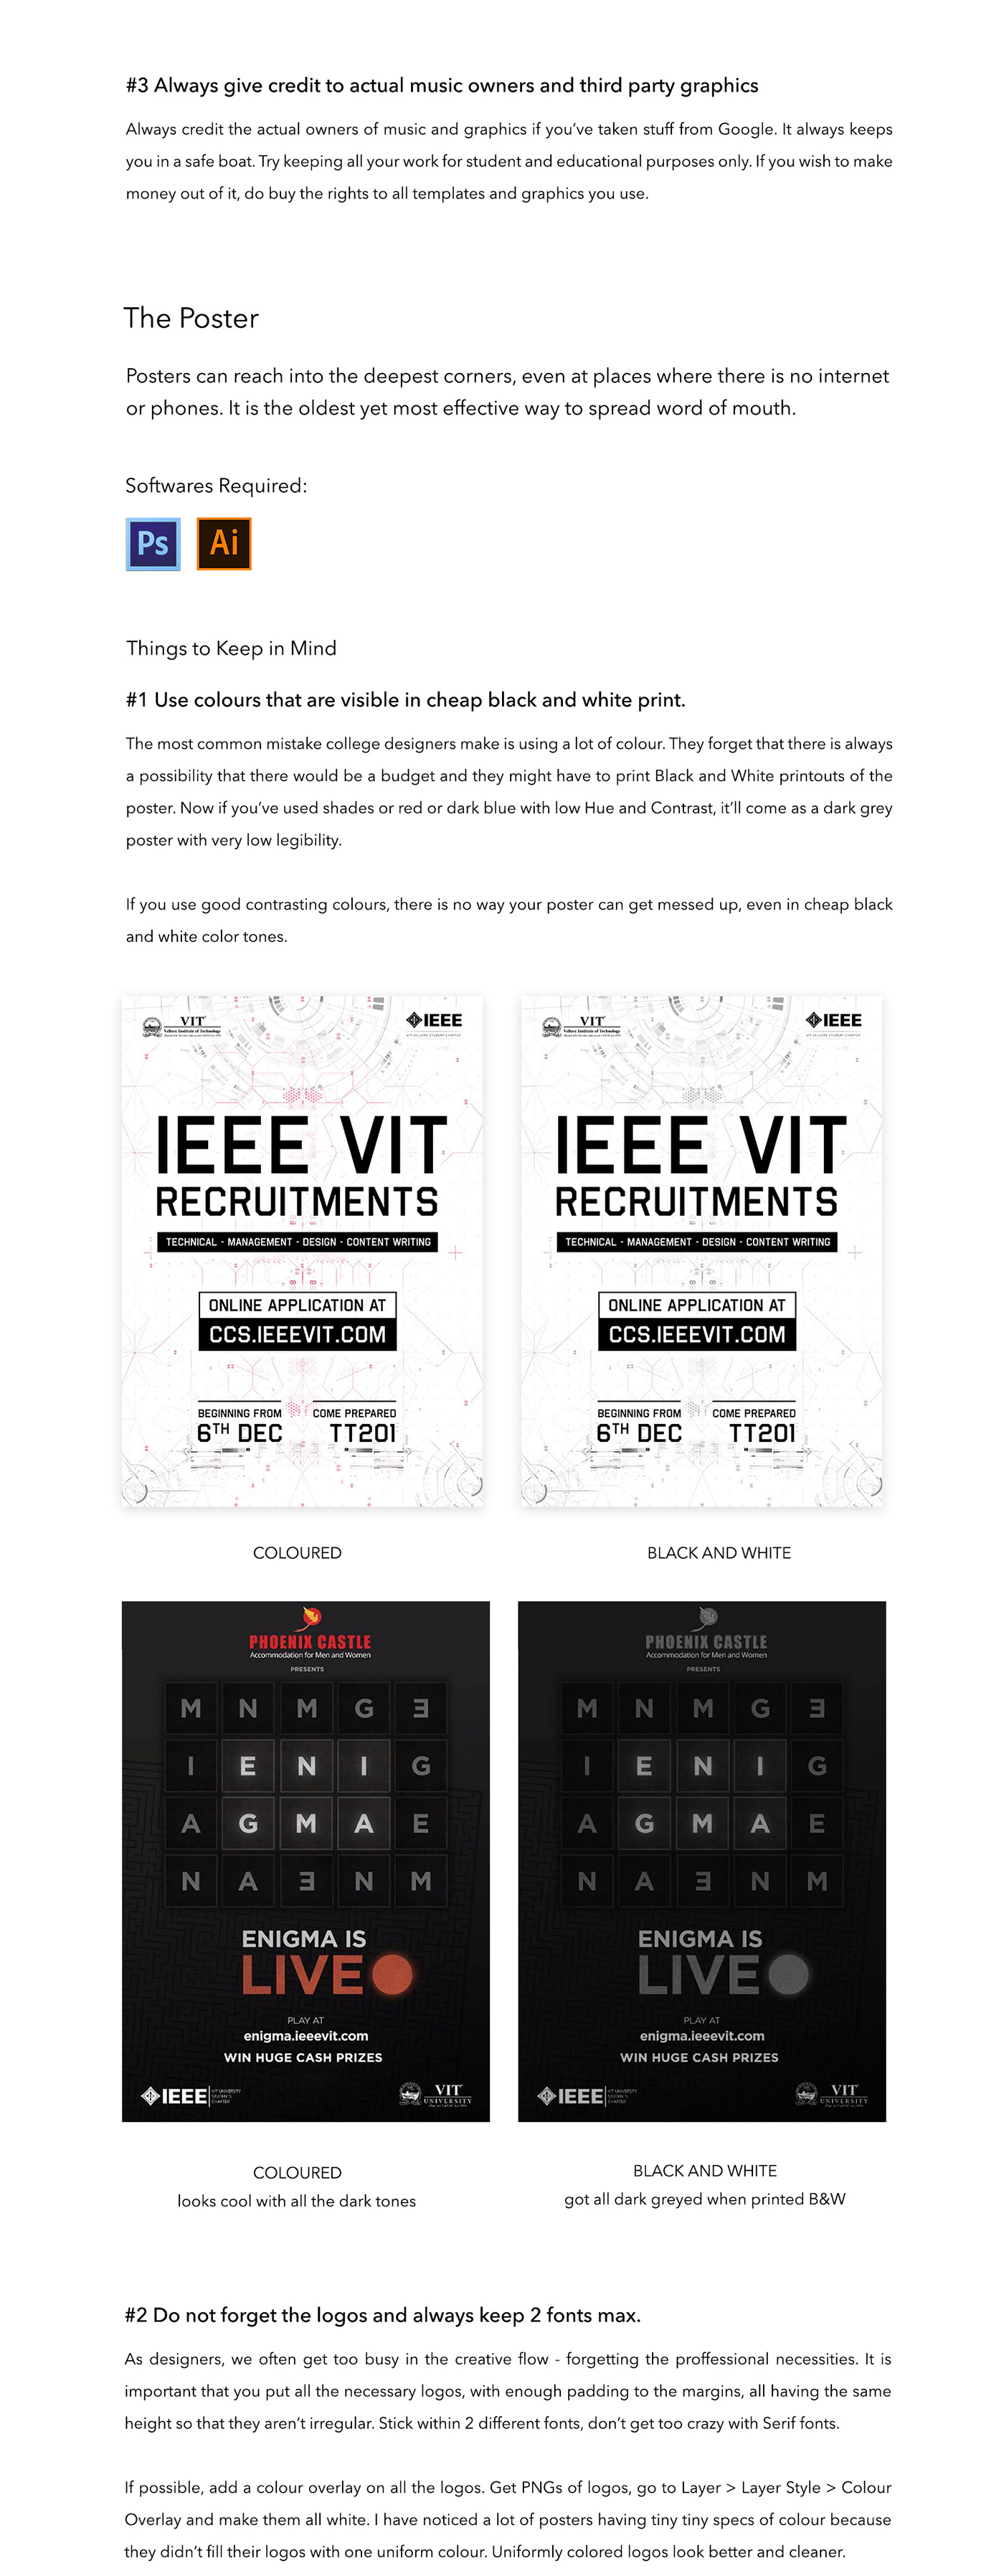 #3 Always give credit to actual music owners and third party graphics
Always credit the actual owners of music and graphics if you've taken stuff from Google. It always keeps
you in a safe boat. Try keeping all your work for student and educational purposes only. If you wish to make
money out of it, do buy the rights to all templates and graphics you use.
The Poster
Posters can reach into the deepest corners, even at places where there is no internet
or phones. It is the oldest yet most effective way to spread word of mouth.
Softwares Required:
Ps Ai
Things to Keep in Mind
#1 Use colours that are visible in cheap black and white print.
The most common mistake college designers make is using a lot of colour. They forget that there is always
a possibility that there would be a budget and they might have to print Black and White printouts of the
poster. Now if you've used shades or red or dark blue with low Hue and Contrast, it'll come as a dark grey
poster with very low legibility.
If you use good contrasting colours, there is no way your poster can get messed up, even in cheap black
and white color tones.
VIT
Vellore Institute of Technology
IEEE
VIT VELLORE STUDENT CHAPTER
IEEE VIT
RECRUITMENTS
TECHNICAL - MANAGEMENT - DESIGN - CONTENT WRITING
ONLINE APPLICATION AT
CCS.IEEEVIT.COM
BEGINNING FROM
6TH DEC
COME PREPARED
TT201
VIT
Vellore Institute of Technology
IEEE
VIT VELLORE STUDENT CHAPTER
IEEE VIT
RECRUITMENTS
TECHNICAL - MANAGEMENT - DESIGN - CONTENT WRITING
ONLINE APPLICATION AT
CCS.IEEEVIT.COM
BEGINNING FROM
6TH DEC
COME PREPARED
TT201
COLOURED
BLACK AND WHITE
PHOENIX CASTLE
Accommodation for Men and Women
PRESENTS
M N M G Ǝ
I E N I G
A G M A E
N A Ǝ N M
ENIGMA IS
LIVE
PLAY AT
enigma.ieeevit.com
WIN HUGE CASH PRIZES
IEEE
VIT UNIVERSITY
STUDENT'S
CHAPTER
VIT
UNIVERSITY
PHOENIX CASTLE
Accommodation for Men and Women
PRESENTS
M N M G Ǝ
I E N I G
A G M A E
N A Ǝ N M
ENIGMA IS
LIVE
PLAY AT
enigma.ieeevit.com
WIN HUGE CASH PRIZES
IEEE
VIT UNIVERSITY
STUDENT'S
CHAPTER
VIT
UNIVERSITY
COLOURED
looks cool with all the dark tones
BLACK AND WHITE
got all dark greyed when printed B&W
#2 Do not forget the logos and always keep 2 fonts max.
As designers, we often get too busy in the creative flow - forgetting the proffessional necessities. It is
important that you put all the necessary logos, with enough padding to the margins, all having the same
height so that they aren't irregular. Stick within 2 different fonts, don't get too crazy with Serif fonts.
If possible, add a colour overlay on all the logos. Get PNGs of logos, go to Layer > Layer Style > Colour
Overlay and make them all white. I have noticed a lot of posters having tiny tiny specs of colour because
they didn't fill their logos with one uniform colour. Uniformly colored logos look better and cleaner.